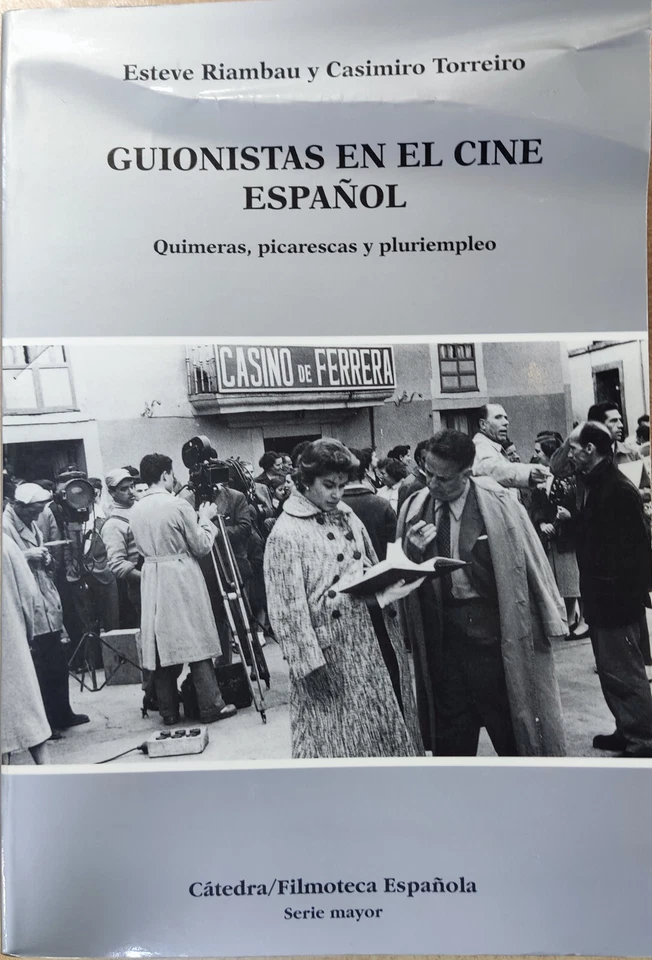 Esteve Riambau y Casimiro Torreiro
GUIONISTAS EN EL CINE
ESPAÑOL
Quimeras, picarescas y pluriempleo
CASINO DE FERRERA
Cátedra/Filmoteca Española
Serie mayor